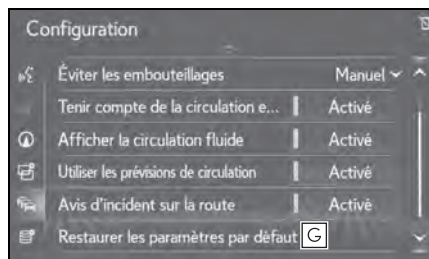 Configuration
Éviter les embouteillages Manuel
Tenir compte de la circulation e... Activé
Afficher la circulation fluide Activé
Utiliser les prévisions de circulation Activé
Avis d'incident sur la route Activé
Restaurer les paramètres par défaut G